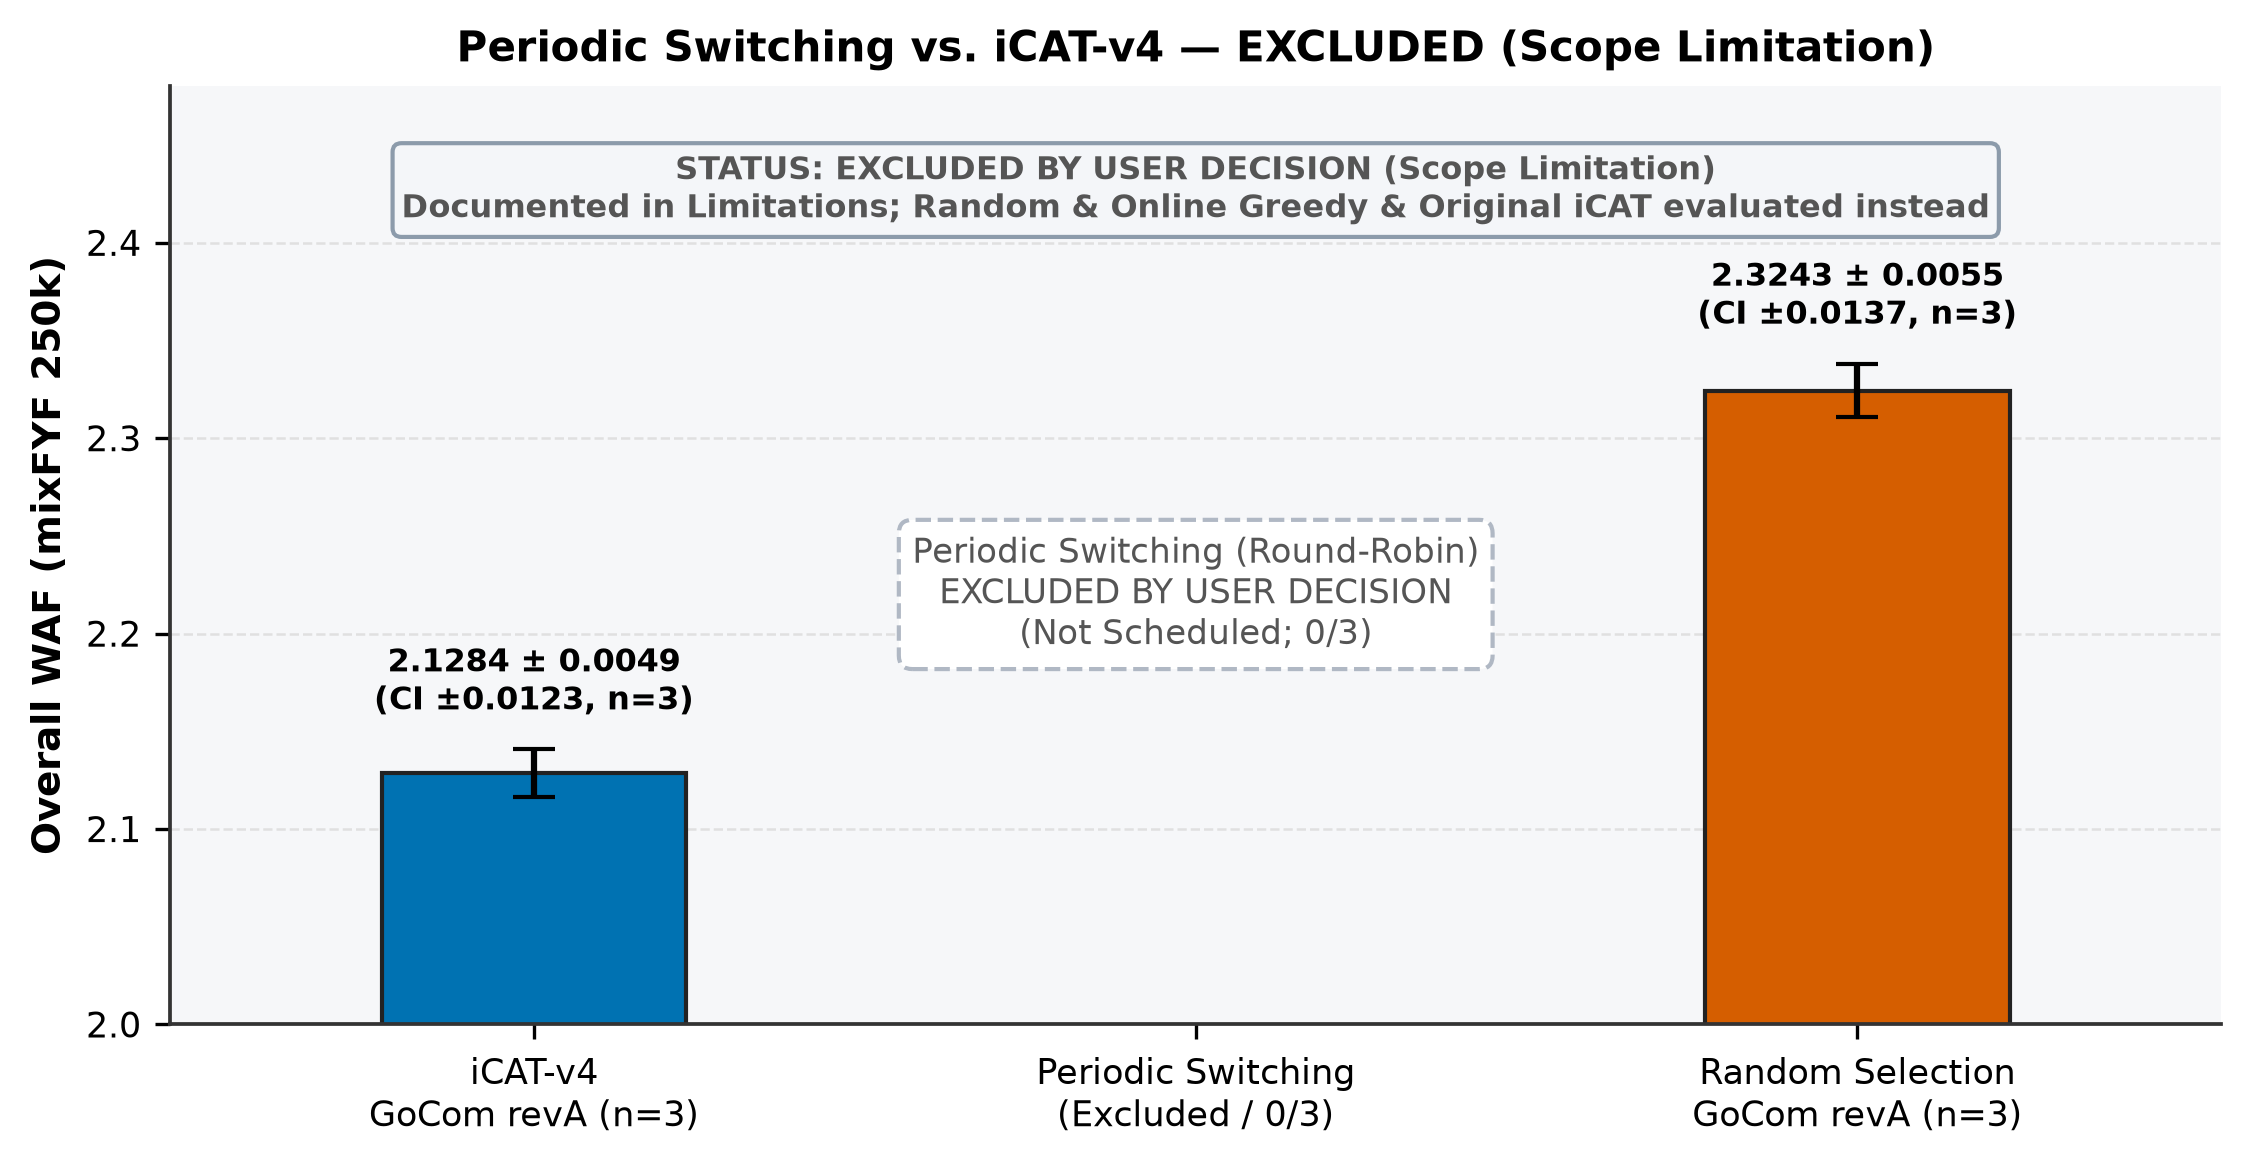 Periodic Switching vs. iCAT-v4 — EXCLUDED (Scope Limitation)
STATUS: EXCLUDED BY USER DECISION (Scope Limitation)
Documented in Limitations; Random & Online Greedy & Original iCAT evaluated instead
Overall WAF (mixFYF 250k)
2.4
2.3
2.2
2.1
2.0
2.3243 ± 0.0055
(CI ±0.0137, n=3)
Periodic Switching (Round-Robin)
EXCLUDED BY USER DECISION
(Not Scheduled; 0/3)
2.1284 ± 0.0049
(CI ±0.0123, n=3)
iCAT-v4
GoCom revA (n=3)
Periodic Switching
(Excluded / 0/3)
Random Selection
GoCom revA (n=3)